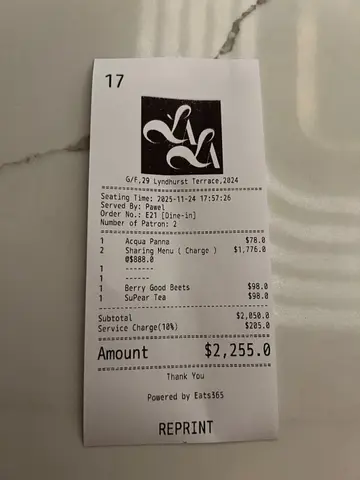 17
LALA
G/F,29 Lyndhurst Terrace,2024
Seating Time: 2025-11-24 17:57:26
Served By: Pawel
Order No.: E21 [Dine-in]
Number of Patron: 2
1 Acqua Panna $78.0
2 Sharing Menu ( Charge ) $1,776.0
@$888.0
1 ------
1 ------
1 Berry Good Beets $98.0
1 SuPear Tea $98.0
Subtotal $2,050.0
Service Charge(10%) $205.0
Amount $2,255.0
Thank You
Powered by Eats365
REPRINT